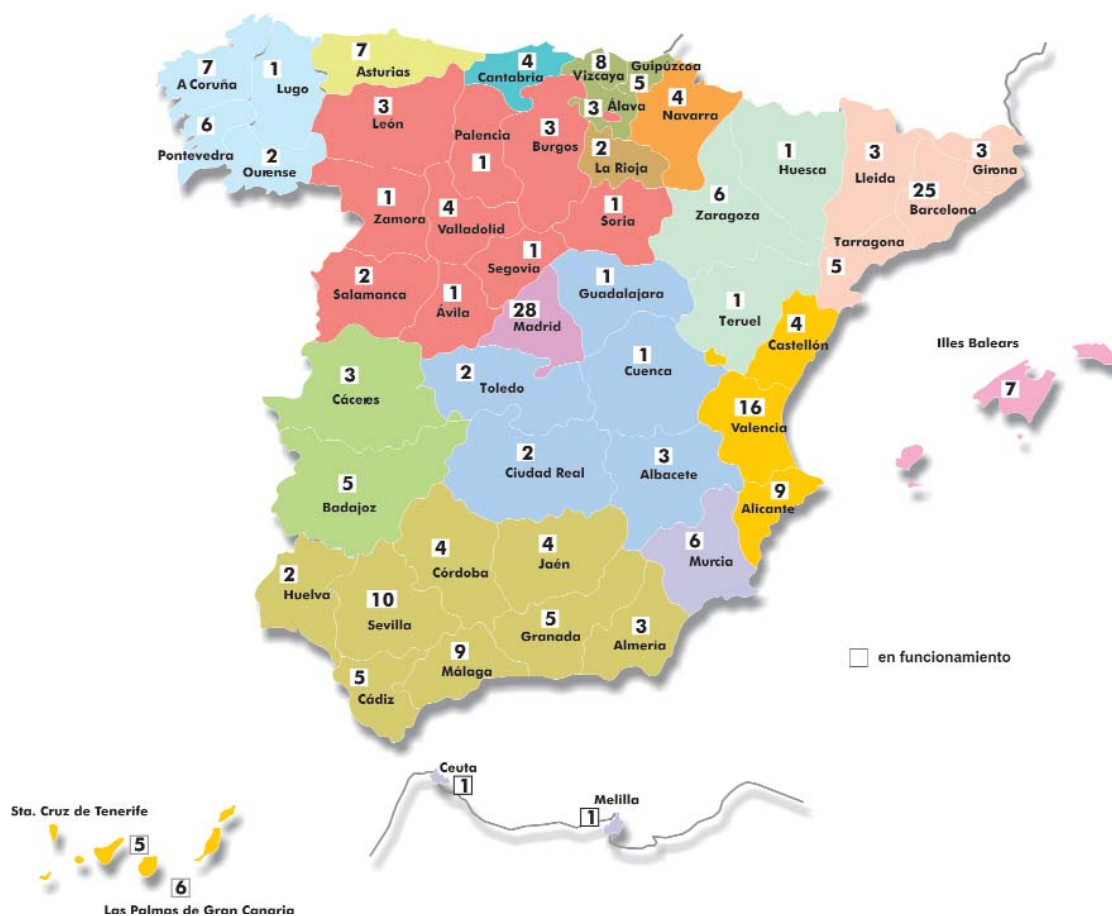 7
A Coruña
1
Lugo
7
Asturias
4
Cantabria
8
Vizcaya
Guipúzcoa
5
3
Álava
4
Navarra
6
Pontevedra
2
Ourense
3
León
Palencia
1
3
Burgos
2
La Rioja
1
Huesca
3
Lleida
3
Girona
25
Barcelona
Tarragona
5
6
Zaragoza
1
Zamora
4
Valladolid
1
Soria
1
Segovia
2
Salamanca
1
Ávila
28
Madrid
1
Guadalajara
1
Teruel
4
Castellón
Illes Balears
7
3
Cáceres
2
Toledo
1
Cuenca
16
Valencia
5
Badajoz
2
Ciudad Real
3
Albacete
9
Alicante
6
Murcia
2
Huelva
10
Sevilla
4
Córdoba
4
Jaén
5
Granada
3
Almería
9
Málaga
5
Cádiz
en funcionamiento
Ceuta
1
Melilla
1
Sta. Cruz de Tenerife
5
6
Las Palmas de Gran Canaria